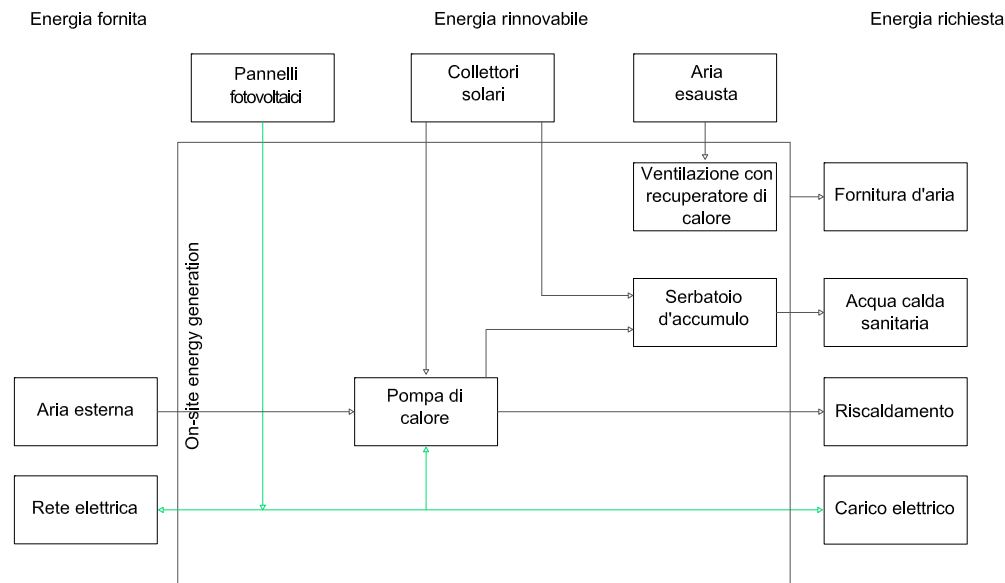 Energia fornita
Energia rinnovabile
Energia richiesta
Pannelli
fotovoltaici
Collettori
solari
Aria
esausta
Ventilazione con
recuperatore di
calore
Fornitura d'aria
On-site energy generation
Serbatoio
d'accumulo
Acqua calda
sanitaria
Aria esterna
Pompa di
calore
Riscaldamento
Rete elettrica
Carico elettrico